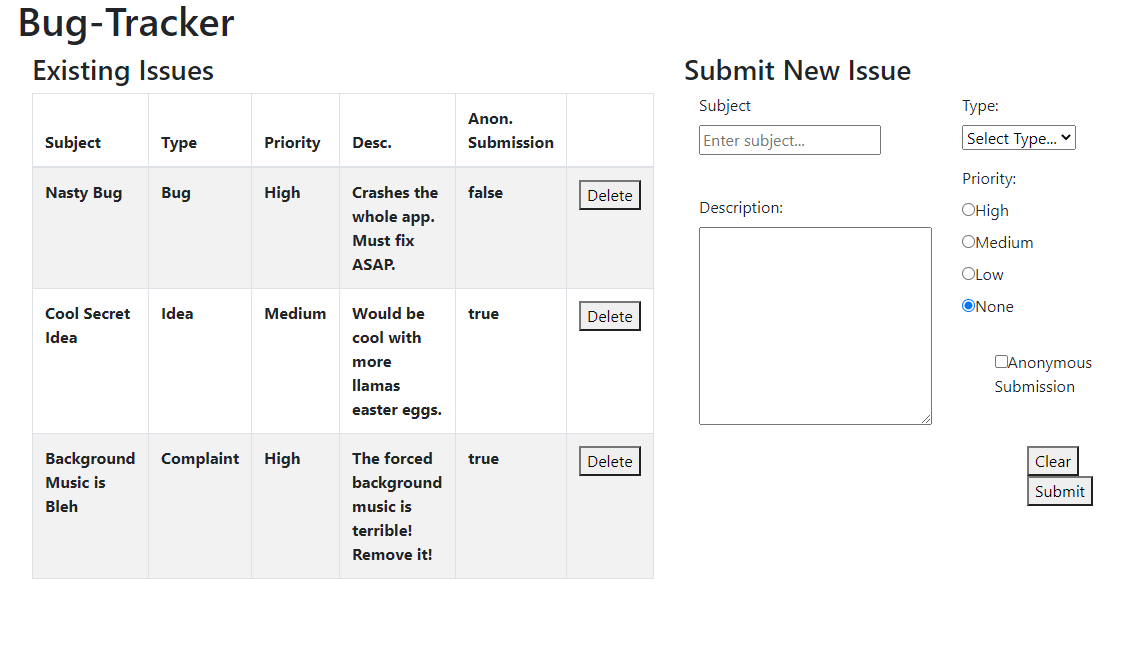 Bug-Tracker
Existing Issues
Subject
Type
Priority
Desc.
Anon.
Submission
Nasty Bug
Bug
High
Crashes the
whole app.
Must fix
ASAP.
false
Delete
Cool Secret
Idea
Idea
Medium
Would be
cool with
more
llamas
easter eggs.
true
Delete
Background
Music is
Bleh
Complaint
High
The forced
background
music is
terrible!
Remove it!
true
Delete
Submit New Issue
Subject
Enter subject...
Description:
Type:
Select Type...
Priority:
High
Medium
Low
None
Anonymous
Submission
Clear
Submit